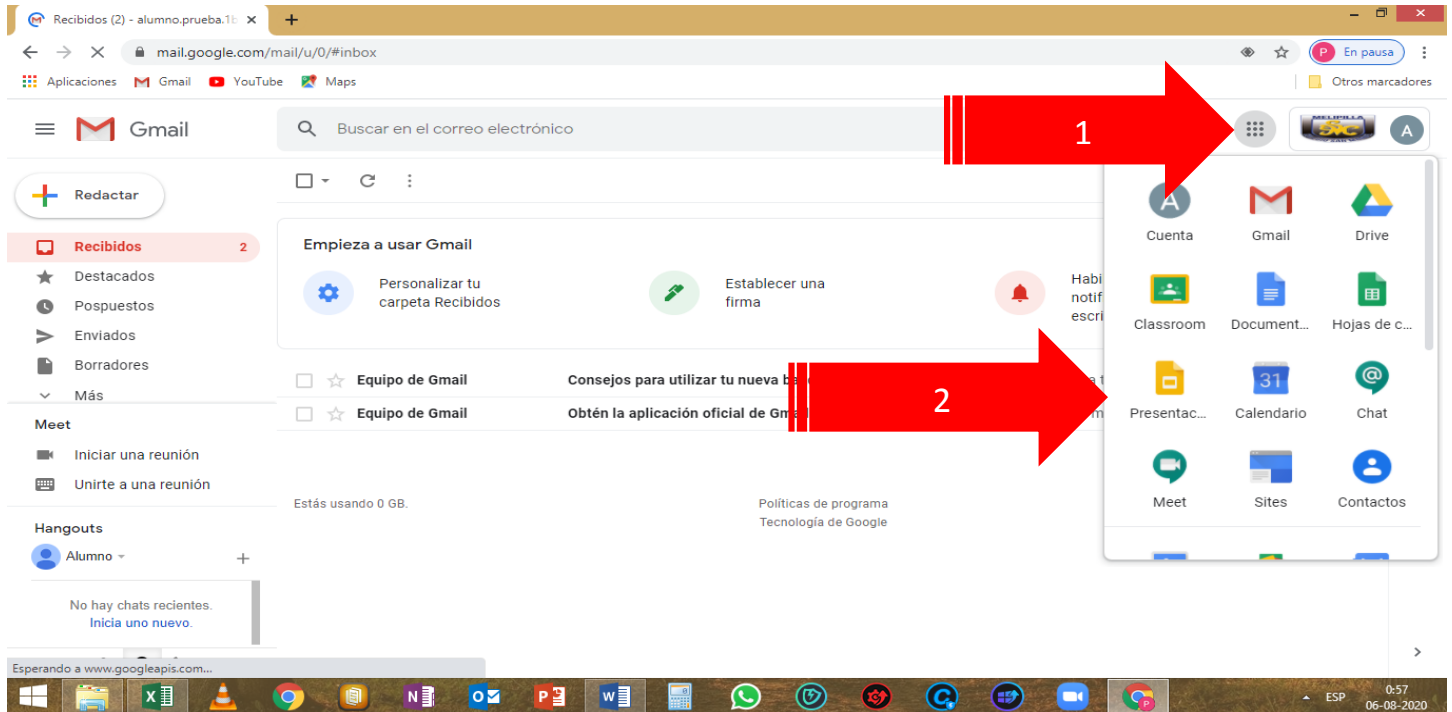 Recibidos (2) - alumno.prueba.1b
mail.google.com/mail/u/0/#inbox
P En pausa
Aplicaciones Gmail YouTube Maps Otros marcadores
Gmail
Buscar en el correo electrónico
1
MELIPILLA
A
Redactar
Recibidos 2
Destacados
Pospuestos
Enviados
Borradores
Más
Meet
Iniciar una reunión
Unirte a una reunión
Hangouts
Alumno
No hay chats recientes.
Inicia uno nuevo.
Esperando a www.googleapis.com...
Empieza a usar Gmail
Personalizar tu
carpeta Recibidos
Establecer una
firma
Habi
notif
escri
Equipo de Gmail Consejos para utilizar tu nueva
Equipo de Gmail Obtén la aplicación oficial de
2
Estás usando 0 GB.
Políticas de programa
Tecnología de Google
A
Cuenta Gmail Drive
Classroom Document... Hojas de c...
31
Presentac... Calendario Chat
Meet Sites Contactos
ESP
0:57
06-08-2020